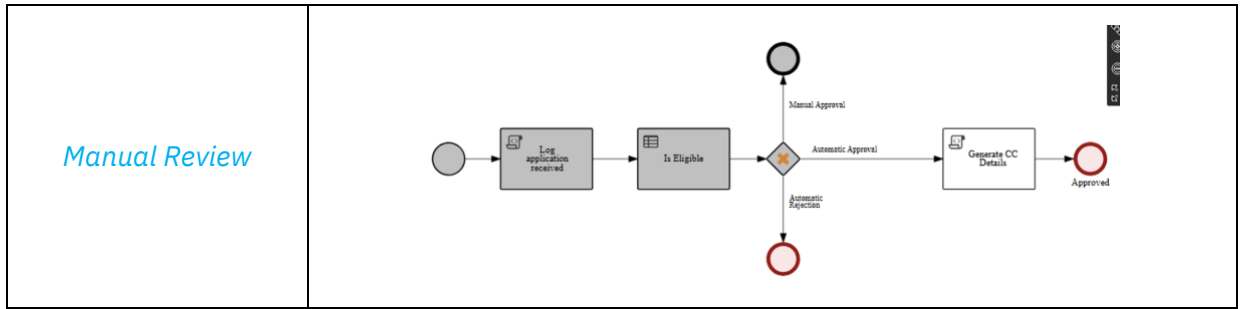 Manual Review
Manual Approval
Log
application
received
Is Eligible
Automatic Approval
Generate CC
Details
Approved
Automatic
Rejection